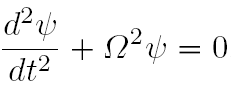 d²ψ/dt² + Ω²ψ = 0